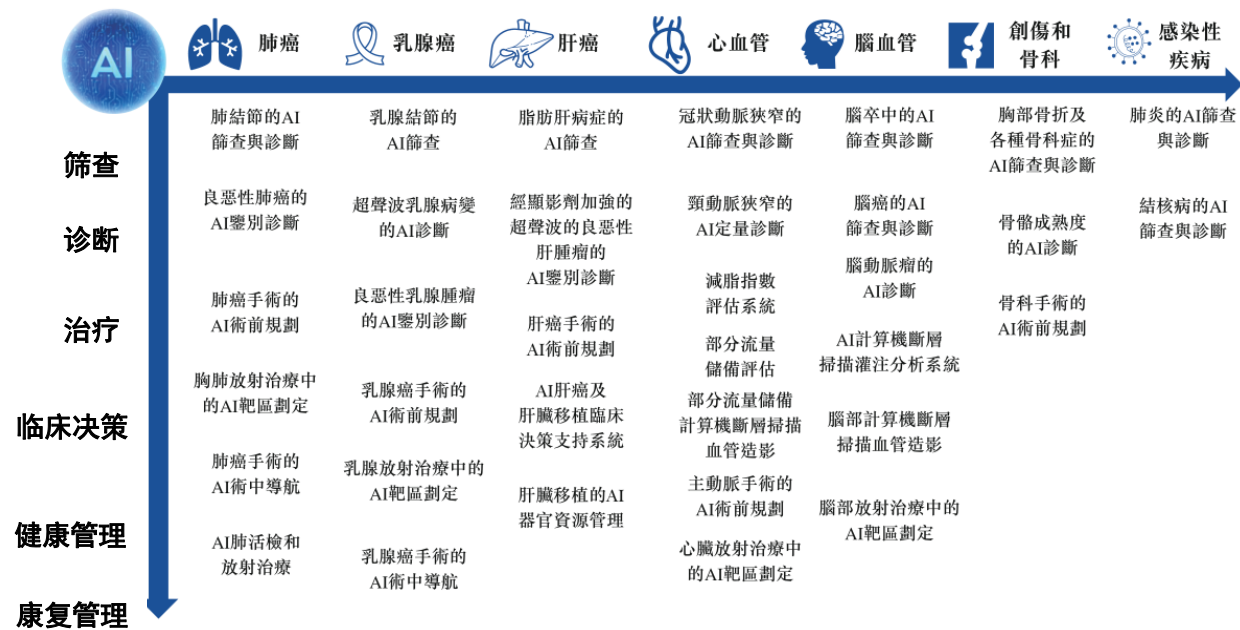 AI
肺癌
乳腺癌
肝癌
心血管
腦血管
創傷和
骨科
感染性
疾病
筛查
诊断
治疗
临床决策
健康管理
康复管理
肺結節的AI
篩查與診斷
良惡性肺癌的
AI鑒別診斷
肺癌手術的
AI術前規劃
胸肺放射治療中
的AI靶區劃定
肺癌手術的
AI術中導航
AI肺活檢和
放射治療
乳腺結節的
AI篩查
超聲波乳腺病變
的AI診斷
良惡性乳腺腫瘤
的AI鑒別診斷
乳腺癌手術的
AI術前規劃
乳腺放射治療中的
AI靶區劃定
乳腺癌手術的
AI術中導航
脂肪肝病症的
AI篩查
經顯影劑加強的
超聲波的良惡性
肝腫瘤的
AI鑒別診斷
肝癌手術的
AI術前規劃
AI肝癌及
肝臟移植臨床
決策支持系統
肝臟移植的AI
器官資源管理
冠狀動脈狹窄的
AI篩查與診斷
頸動脈狹窄的
AI定量診斷
減脂指數
評估系統
部分流量
儲備評估
部分流量儲備
計算機斷層掃描
血管造影
主動脈手術的
AI術前規劃
心臟放射治療中
的AI靶區劃定
腦卒中的AI
篩查與診斷
腦癌的AI
篩查與診斷
腦動脈瘤的
AI診斷
AI計算機斷層
掃描灌注分析系統
腦部計算機斷層
掃描血管造影
腦部放射治療中的
AI靶區劃定
胸部骨折及
各種骨科症的
AI篩查與診斷
骨骼成熟度
的AI診斷
骨科手術的
AI術前規劃
肺炎的AI篩查
與診斷
結核病的AI
篩查與診斷